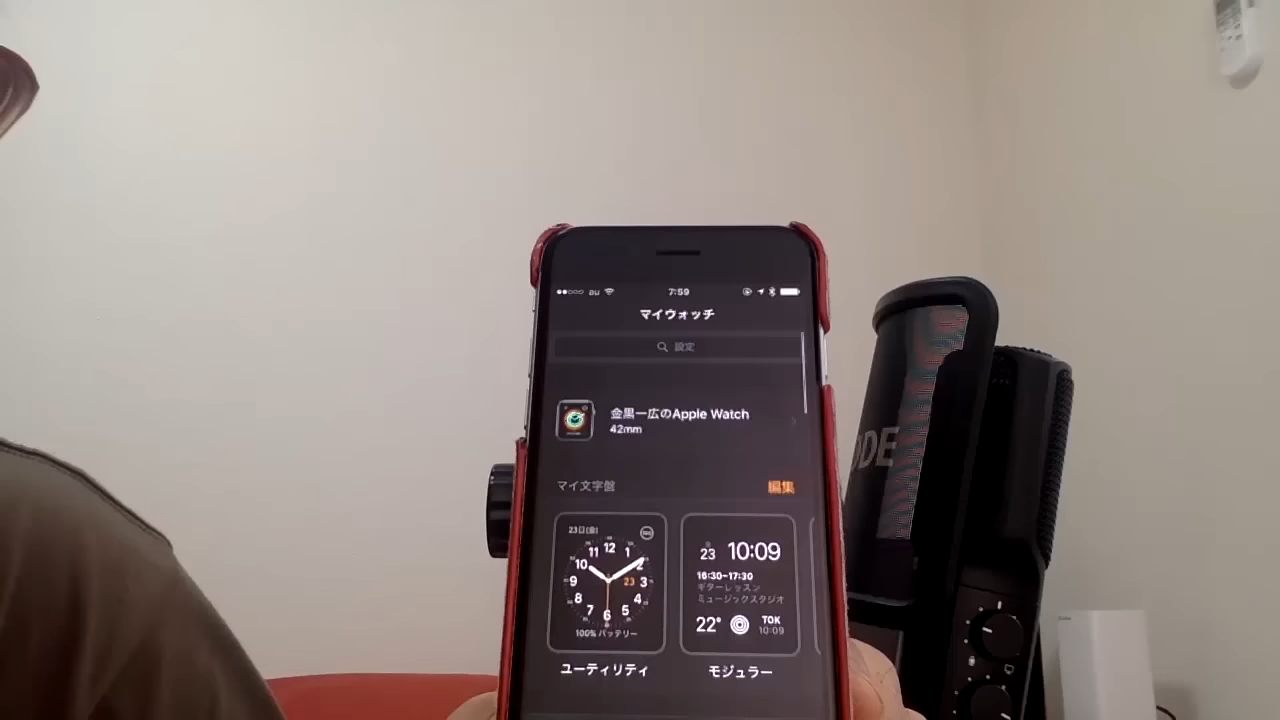 au 7:59
マイウォッチ
設定
金黒一広のApple Watch
42mm
マイ文字盤 編集
23日(金)
12
11 1
10 2
9 23 3
8 4
7 5
6
100% バッテリー
ユーティリティ
23 10:09
16:30-17:30
ギターレッスン
ミュージックスタジオ
22° TOK
10:09
モジュラー
ODE